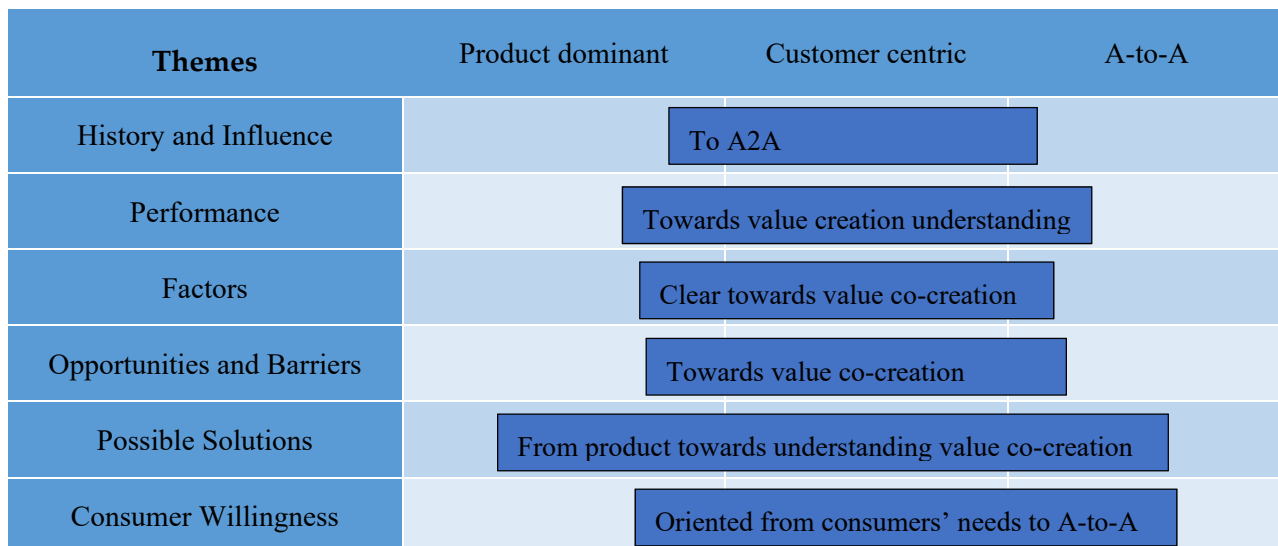 Themes Product dominant Customer centric A-to-A
History and Influence To A2A
Performance Towards value creation understanding
Factors Clear towards value co-creation
Opportunities and Barriers Towards value co-creation
Possible Solutions From product towards understanding value co-creation
Consumer Willingness Oriented from consumers’ needs to A-to-A